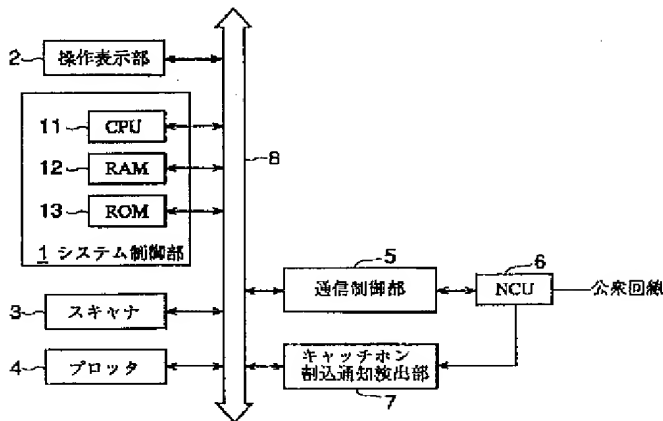 2 操作表示部
11 CPU
12 RAM
13 ROM
1 システム制御部
8
5
通信制御部
6
NCU
公衆回線
3 スキャナ
4 プロッタ
キャッチホン
割込通知検出部
7